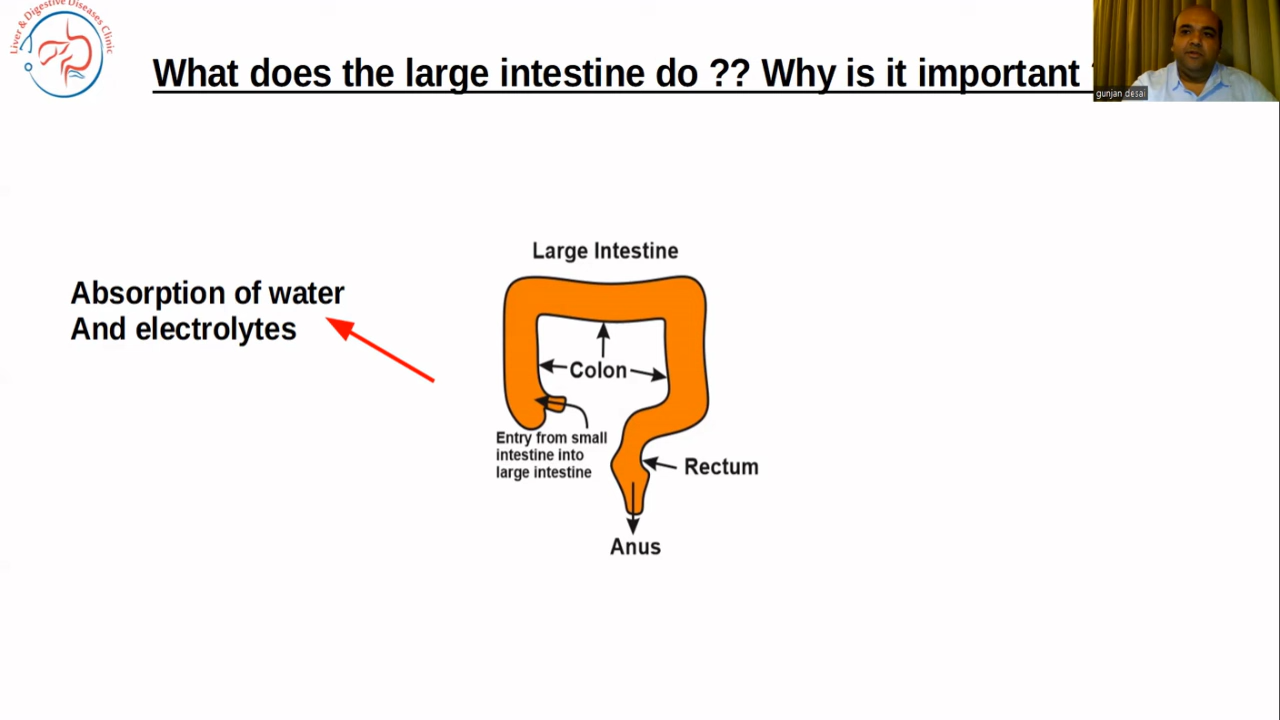 Liver & Digestive Diseases Clinic
What does the large intestine do ?? Why is it important
gunjan desai
Large Intestine
Absorption of water
And electrolytes
Colon
Entry from small
intestine into
large intestine
Rectum
Anus